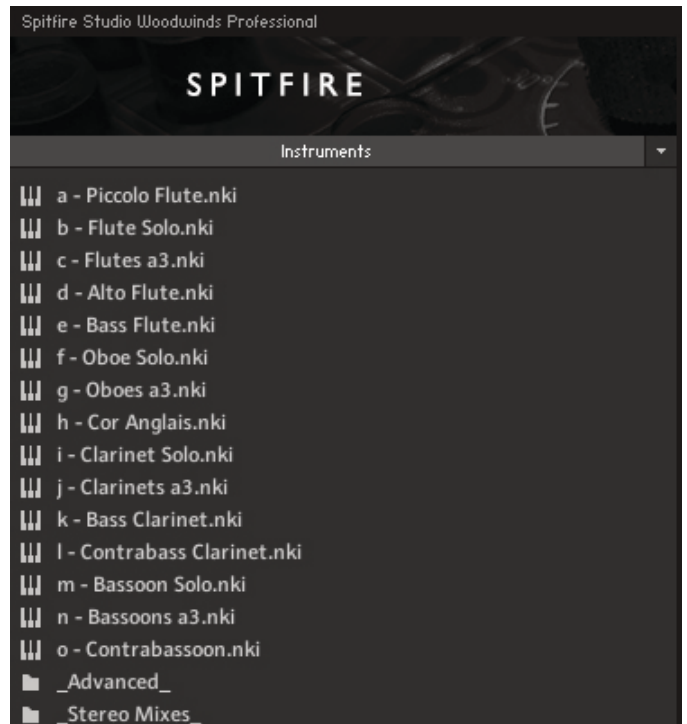 Spitfire Studio Woodwinds Professional
SPITFIRE
Instruments
a - Piccolo Flute.nki
b - Flute Solo.nki
c - Flutes a3.nki
d - Alto Flute.nki
e - Bass Flute.nki
f - Oboe Solo.nki
g - Oboes a3.nki
h - Cor Anglais.nki
i - Clarinet Solo.nki
j - Clarinets a3.nki
k - Bass Clarinet.nki
l - Contrabass Clarinet.nki
m - Bassoon Solo.nki
n - Bassoons a3.nki
o - Contrabassoon.nki
_Advanced_
_Stereo Mixes_